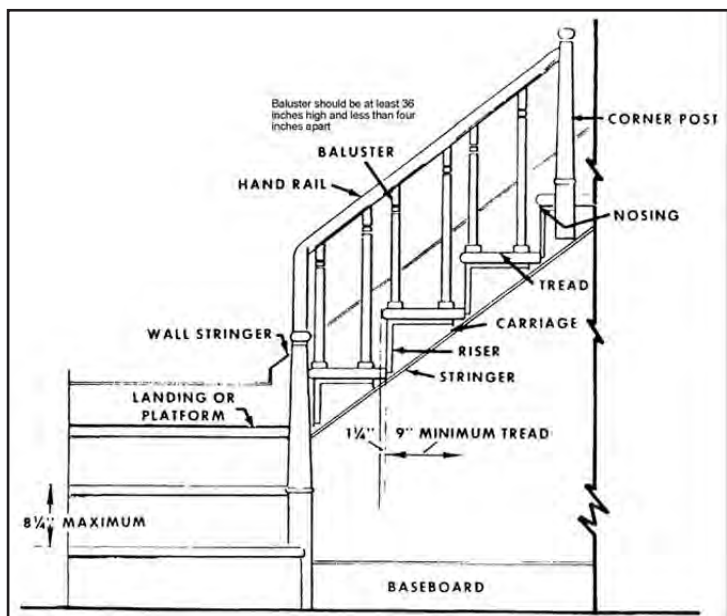 Baluster should be at least 36
inches high and less than four
inches apart
BALUSTER
HAND RAIL
CORNER POST
NOSING
TREAD
WALL STRINGER
CARRIAGE
RISER
STRINGER
LANDING OR
PLATFORM
1¼" 9" MINIMUM TREAD
8¼" MAXIMUM
BASEBOARD